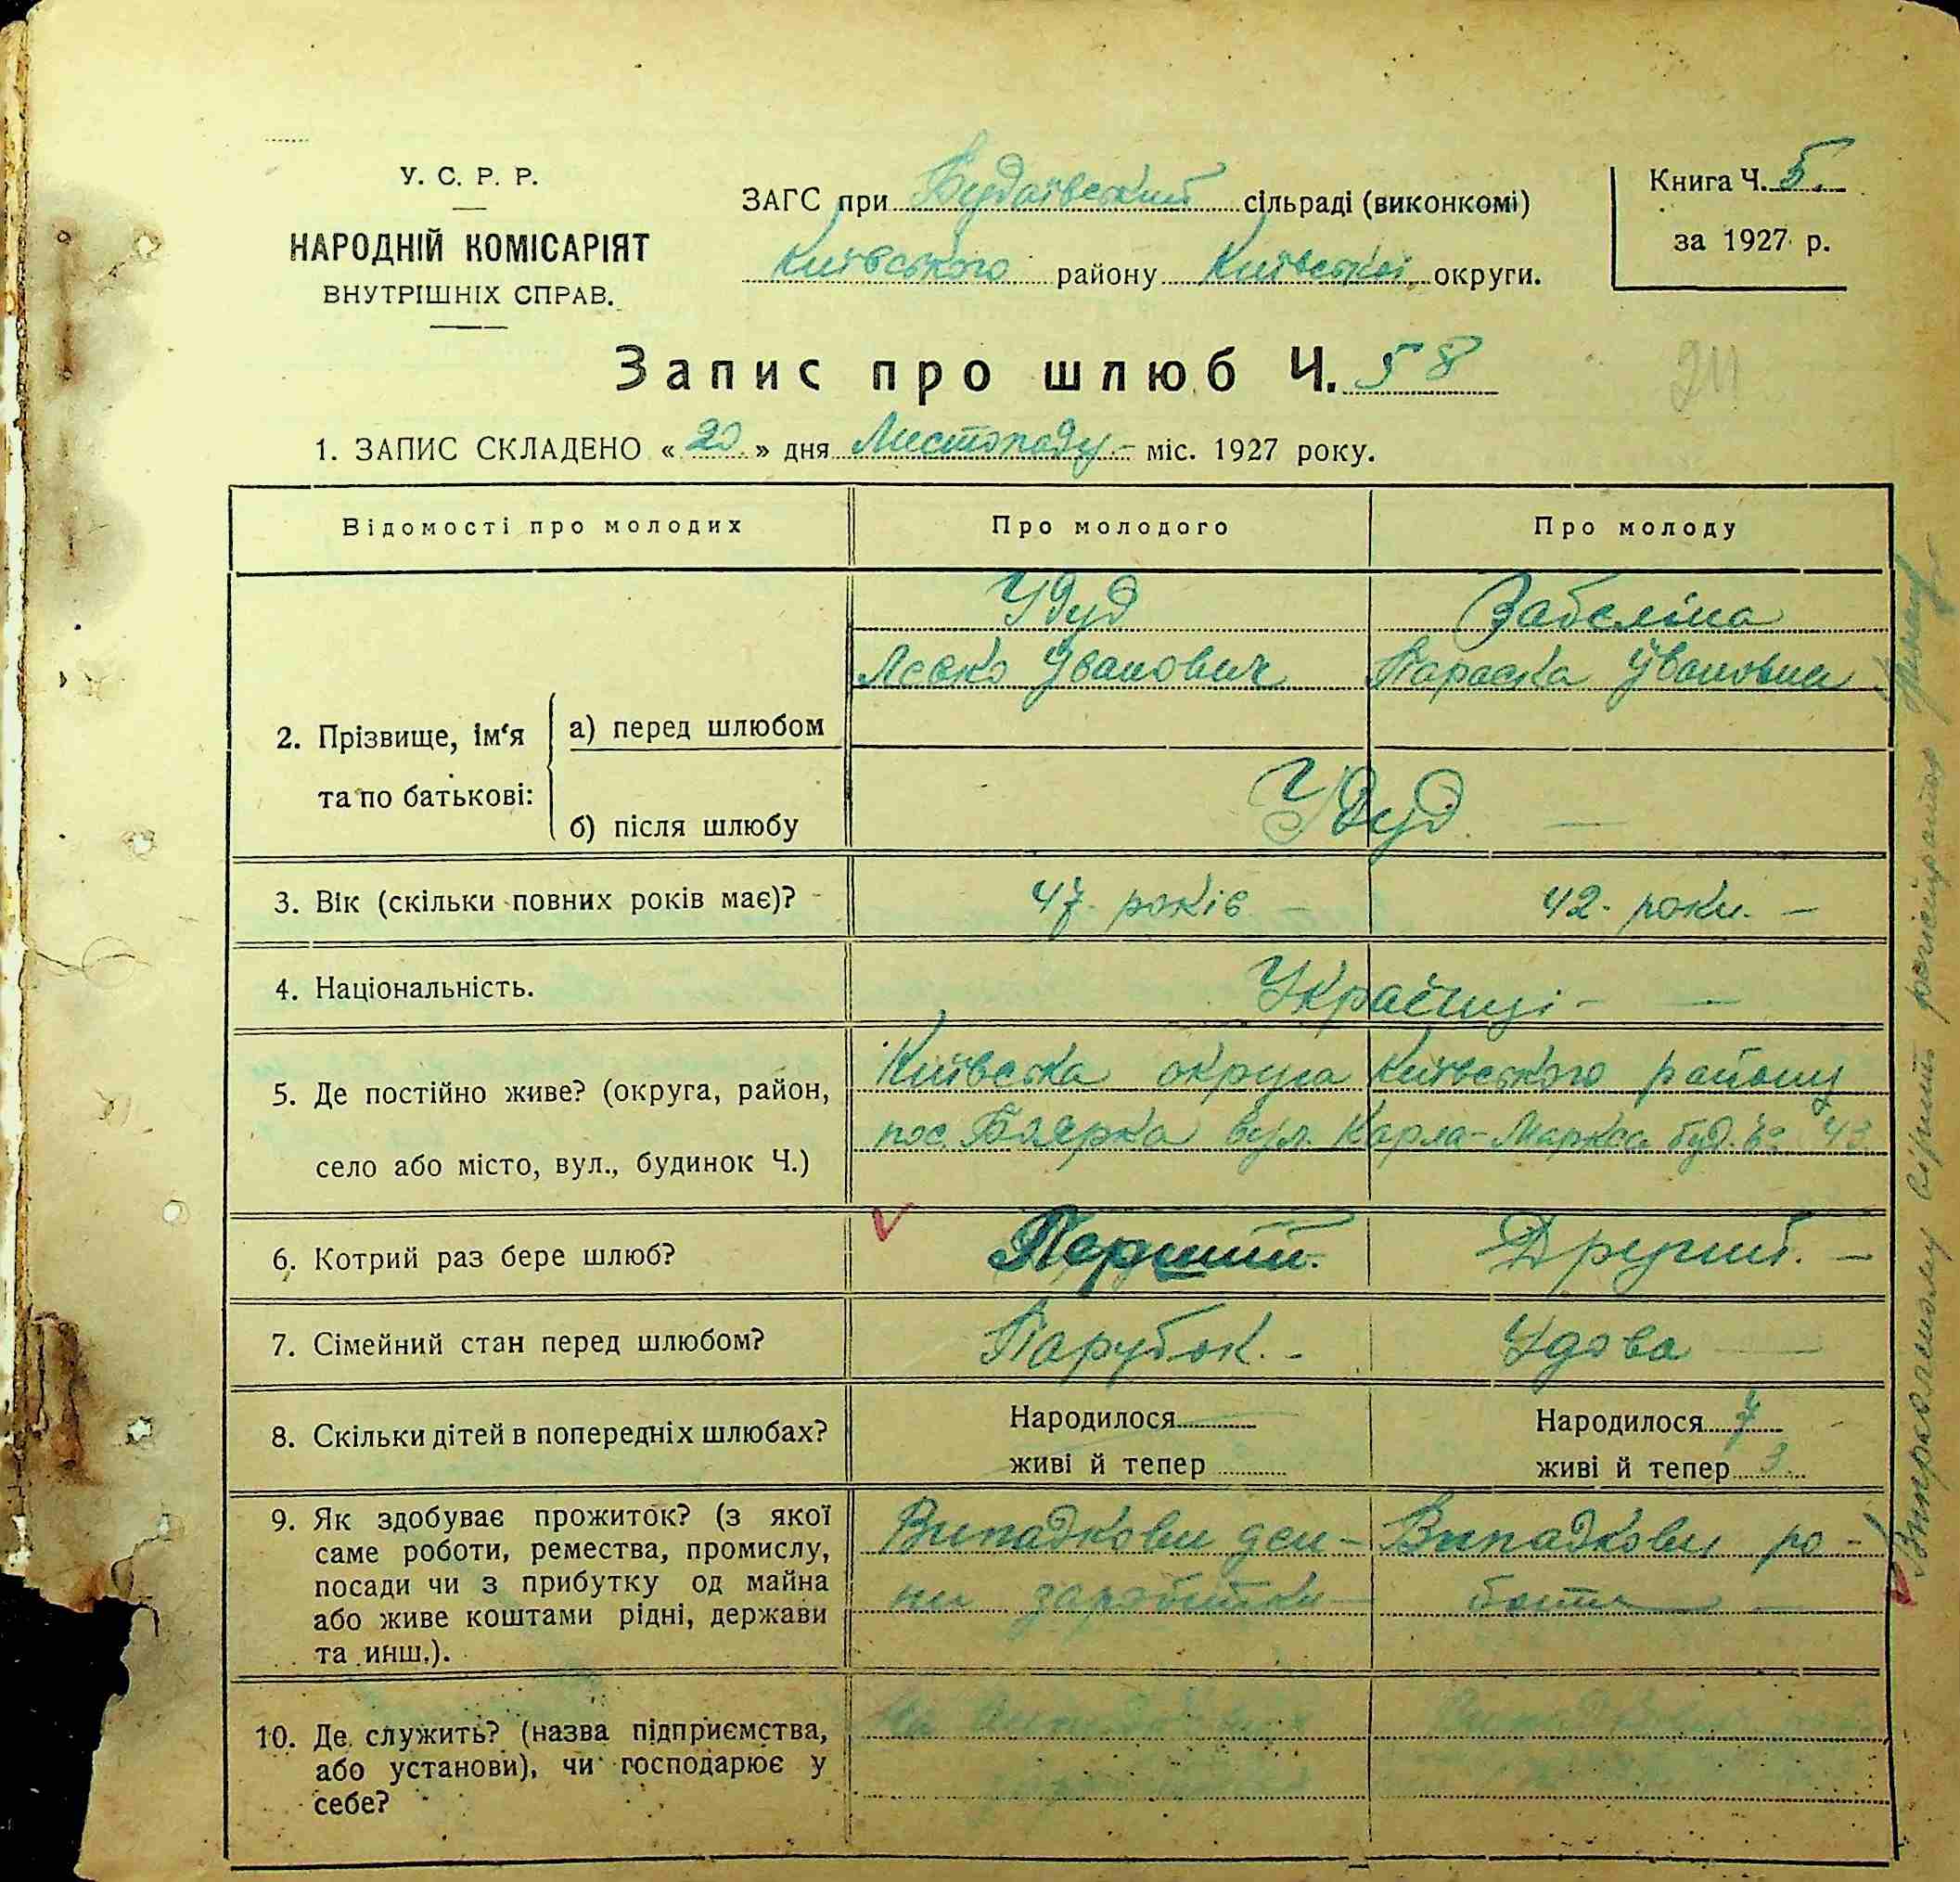 У. С. Р. Р.
НАРОДНІЙ КОМІСАРІЯТ
ВНУТРІШНІХ СПРАВ.
ЗАГС при Будаївський сільраді (виконкомі)
Київського району Київської округи.
Книга Ч. 5.
за 1927 р.
Запис про шлюб Ч. 58
1. ЗАПИС СКЛАДЕНО « 20 » дня Листопаду міс. 1927 року.
Відомості про молодих
Про молодого
Про молоду
2. Прізвище, ім'я
та по батькові:
а) перед шлюбом
Удуд
Левко Іванович
Забеліна
Параска Івановна
б) після шлюбу
Удуд. —
3. Вік (скільки повних років має)?
47 років —
42 роки. —
4. Національність.
Українці — —
5. Де постійно живе? (округа, район,
село або місто, вул., будинок Ч.)
Київська округа Київського району
пос. Боярка вул. Карла-Маркса буд. 43
6. Котрий раз бере шлюб?
Перший.
Другий. —
7. Сімейний стан перед шлюбом?
Парубок. —
Удова —
8. Скільки дітей в попередніх шлюбах?
Народилося —
живі й тепер
Народилося 7
живі й тепер 3
9. Як здобуває прожиток? (з якої
саме роботи, ремества, промислу,
посади чи з прибутку од майна
або живе коштами рідні, держави
та инш.).
Випадкови ден-
ни заробитки —
Випадкови ро-
боти —
10. Де служить? (назва підприємства,
або установи), чи господарює у
себе?